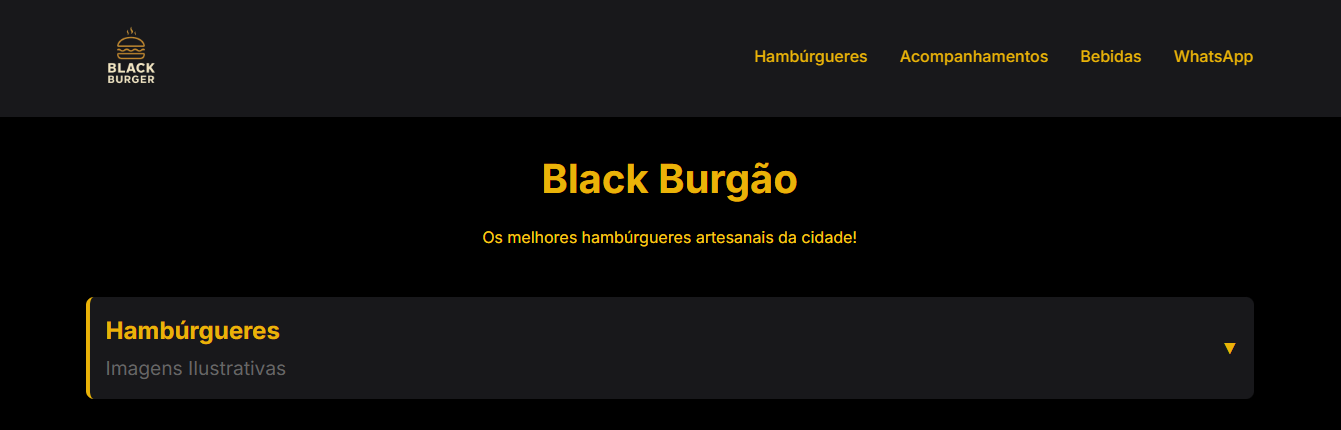 BLACK
BURGER
Hambúrgueres Acompanhamentos Bebidas WhatsApp
Black Burgão
Os melhores hambúrgueres artesanais da cidade!
Hambúrgueres
Imagens Ilustrativas